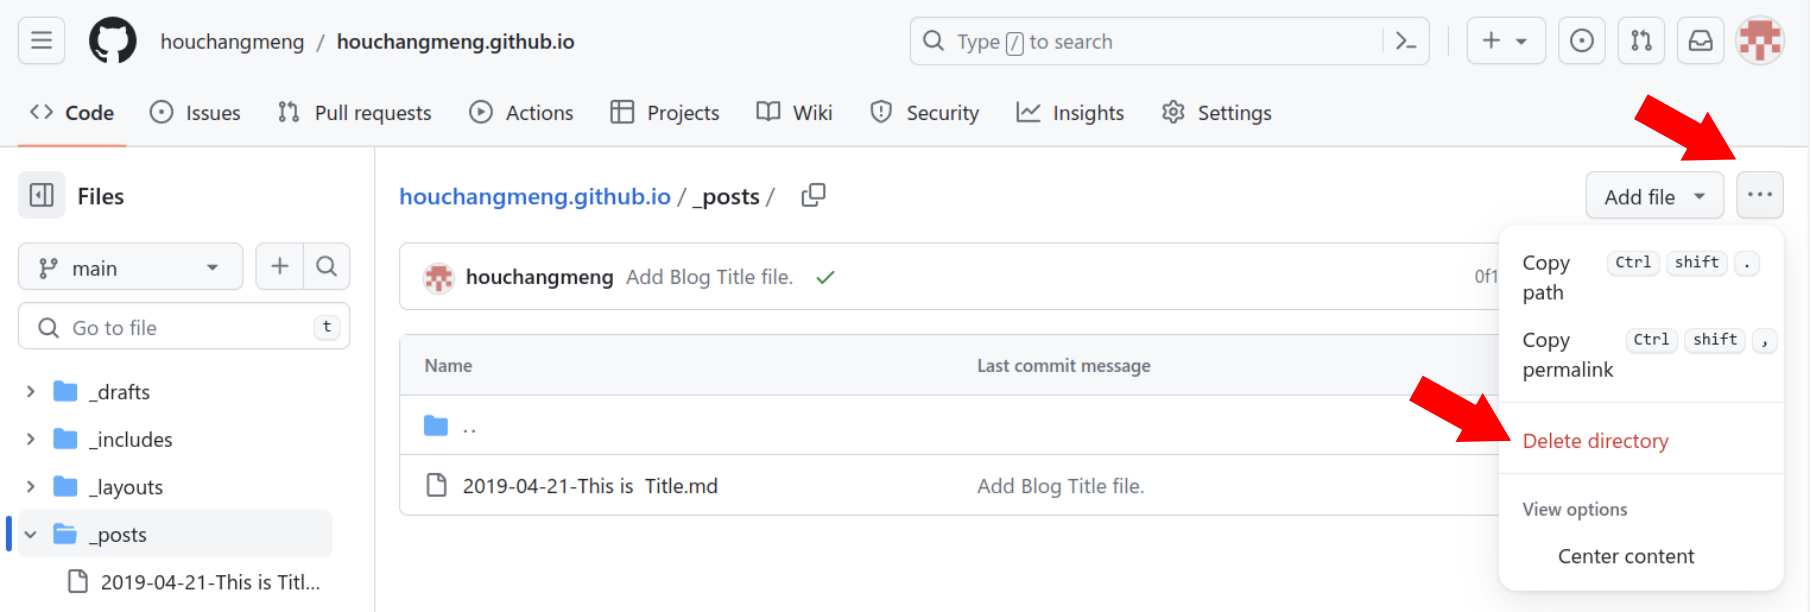 houchangmeng / houchangmeng.github.io
Type / to search
Code
Issues
Pull requests
Actions
Projects
Wiki
Security
Insights
Settings
Files
main
Go to file
t
_drafts
_includes
_layouts
_posts
2019-04-21-This is Titl...
houchangmeng.github.io / _posts /
Add file
houchangmeng Add Blog Title file.
0f1
Name
Last commit message
..
2019-04-21-This is  Title.md
Add Blog Title file.
Copy path
Ctrl shift .
Copy permalink
Ctrl shift ,
Delete directory
View options
Center content